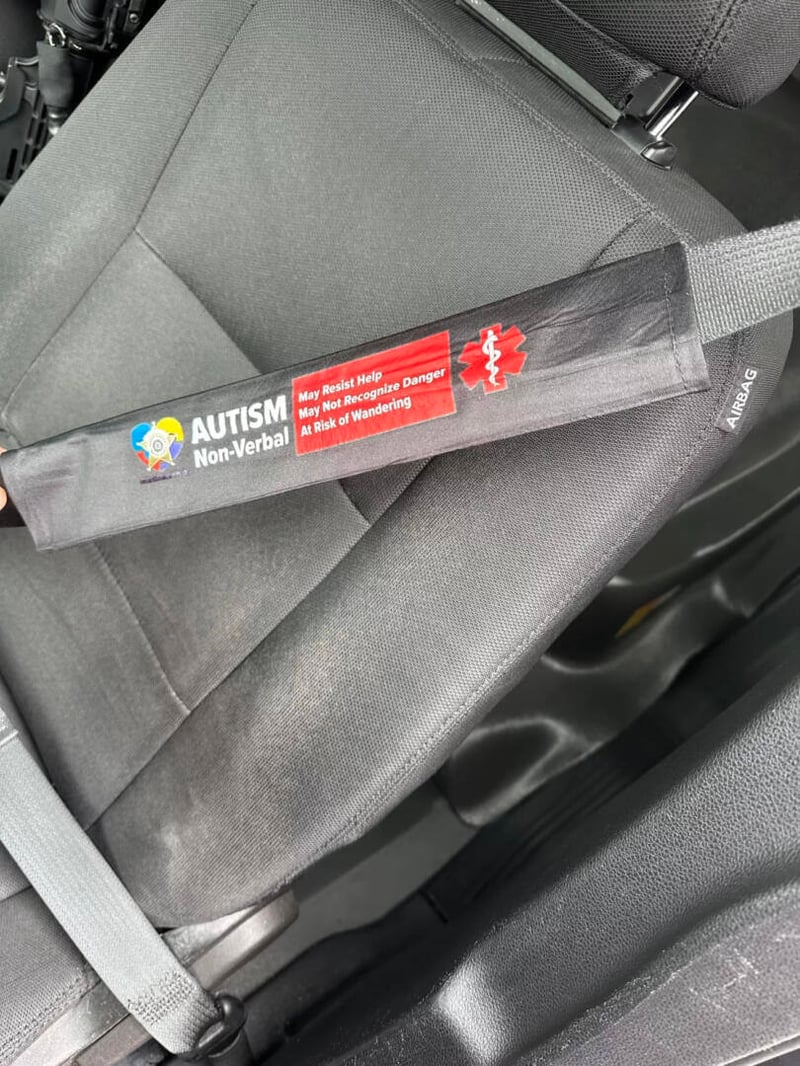 AUTISM
Non-Verbal
May Resist Help
May Not Recognize Danger
At Risk of Wandering
AIRBAG